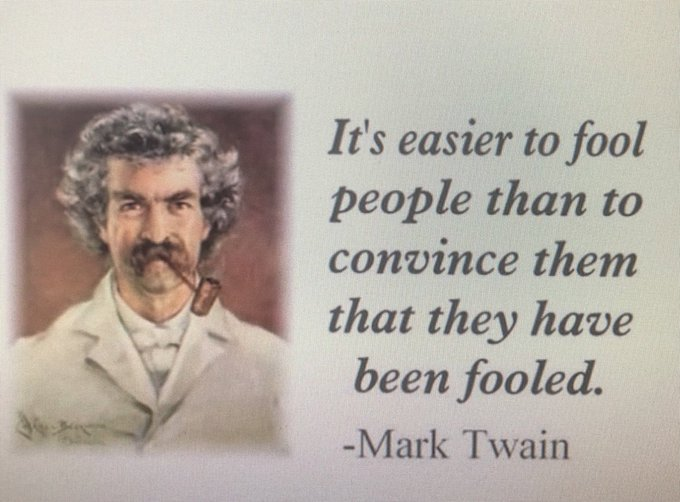 It's easier to fool
people than to
convince them
that they have
been fooled.
-Mark Twain